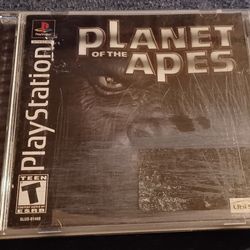 PlayStation
PLANET
OF THE
APES
TEEN
T
ESRB